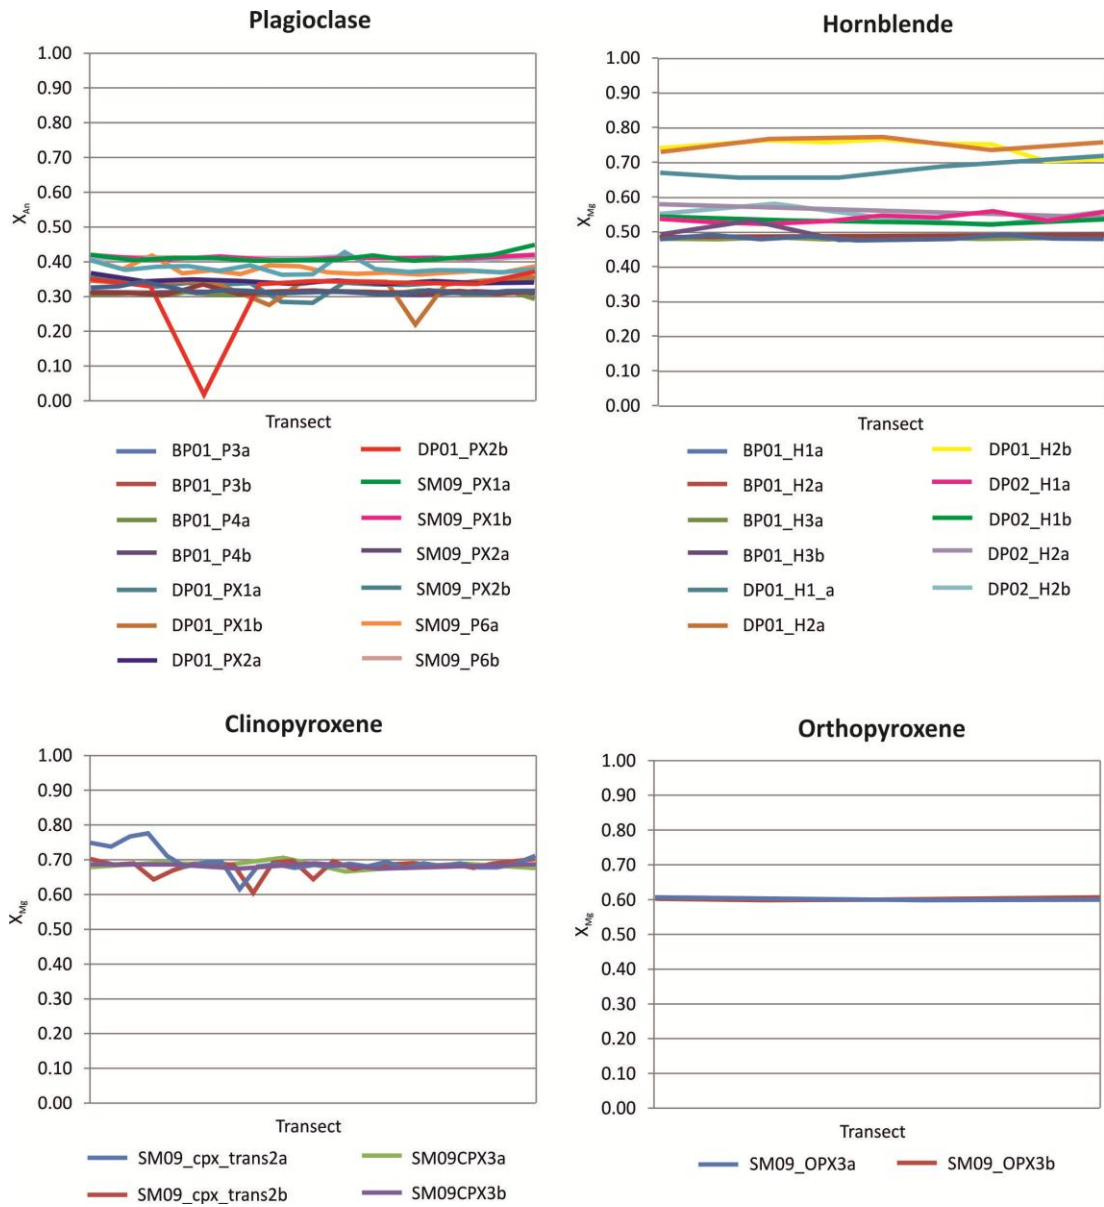 Plagioclase
1.00
0.90
0.80
0.70
0.60
0.50
0.40
0.30
0.20
0.10
0.00
XAn
Transect
BP01_P3a
BP01_P3b
BP01_P4a
BP01_P4b
DP01_PX1a
DP01_PX1b
DP01_PX2a
DP01_PX2b
SM09_PX1a
SM09_PX1b
SM09_PX2a
SM09_PX2b
SM09_P6a
SM09_P6b
Hornblende
1.00
0.90
0.80
0.70
0.60
0.50
0.40
0.30
0.20
0.10
0.00
XMg
Transect
BP01_H1a
BP01_H2a
BP01_H3a
BP01_H3b
DP01_H1_a
DP01_H2a
DP01_H2b
DP02_H1a
DP02_H1b
DP02_H2a
DP02_H2b
Clinopyroxene
1.00
0.90
0.80
0.70
0.60
0.50
0.40
0.30
0.20
0.10
0.00
XMg
Transect
SM09_cpx_trans2a
SM09_cpx_trans2b
SM09CPX3a
SM09CPX3b
Orthopyroxene
1.00
0.90
0.80
0.70
0.60
0.50
0.40
0.30
0.20
0.10
0.00
XMg
Transect
SM09_OPX3a
SM09_OPX3b